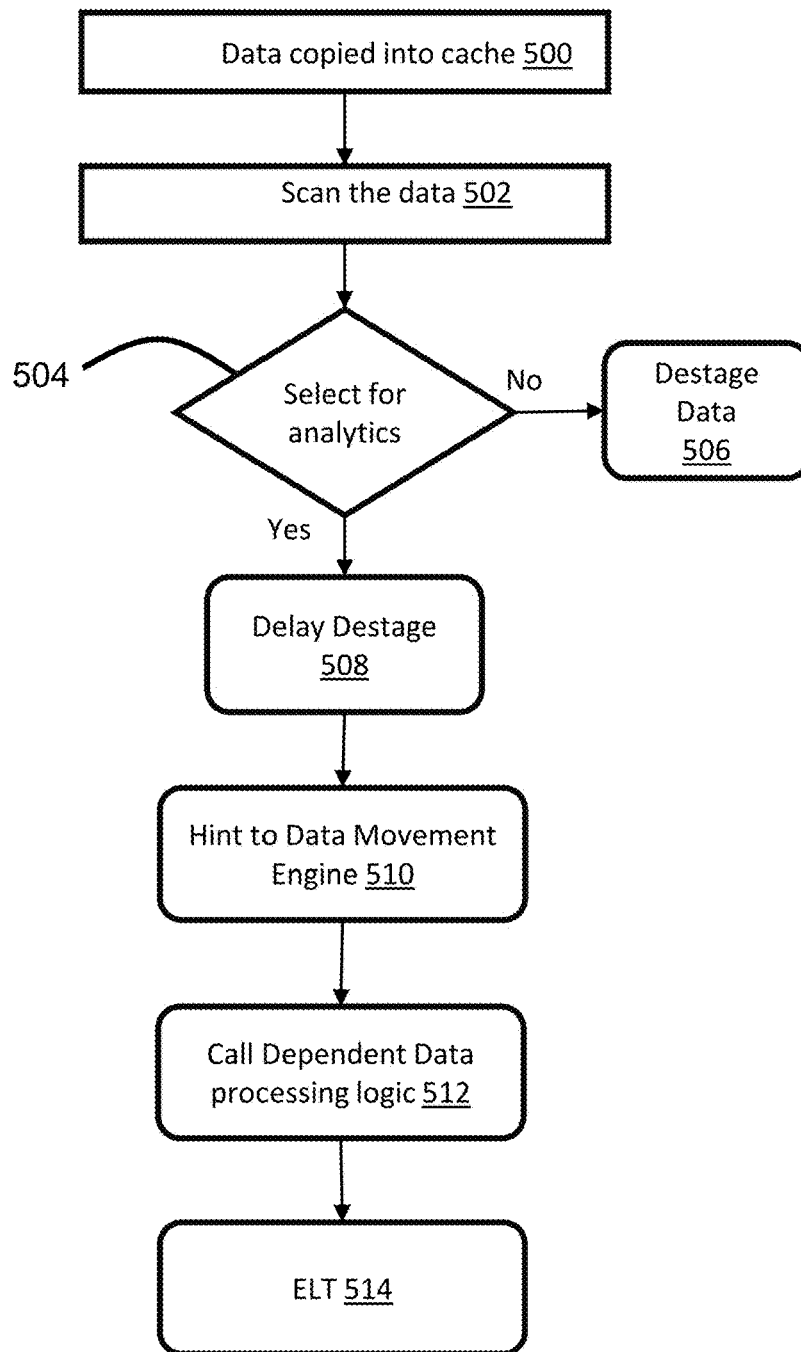 Data copied into cache 500
Scan the data 502
504
Select for
analytics
No
Destage
Data
506
Yes
Delay Destage
508
Hint to Data Movement
Engine 510
Call Dependent Data
processing logic 512
ELT 514